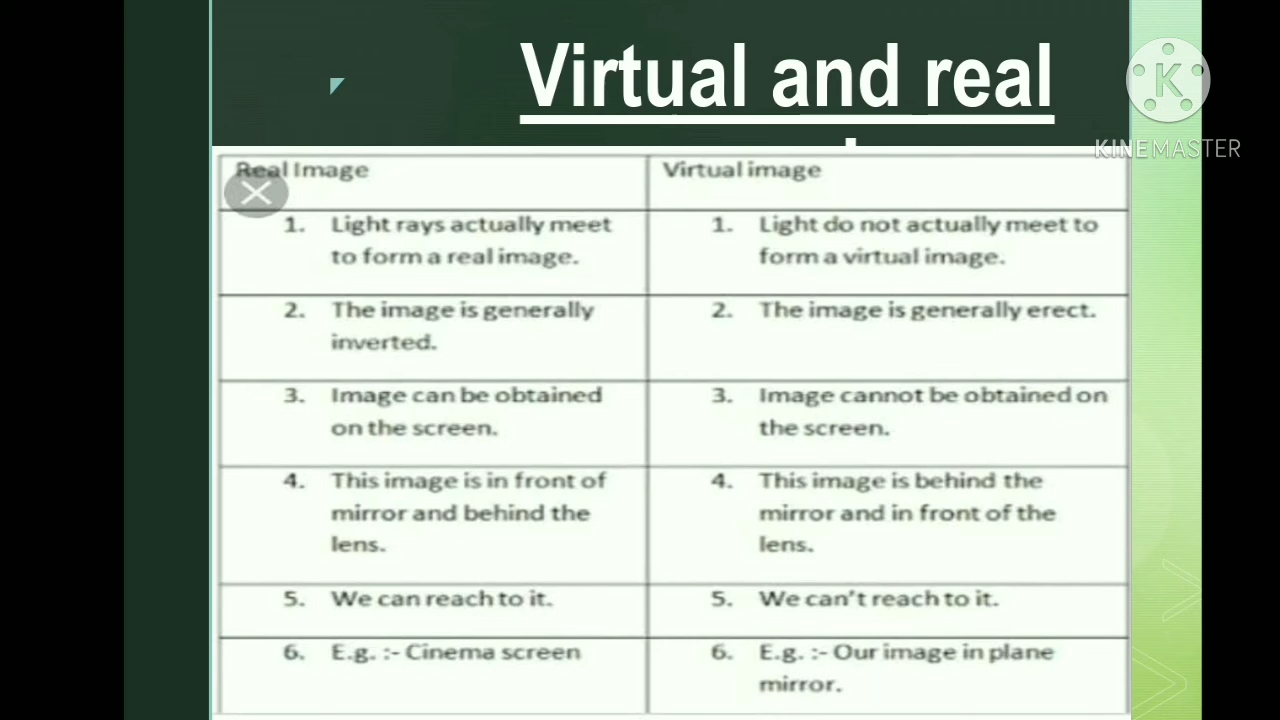 Virtual and real
K
KINEMASTER
Real Image
Virtual image
1. Light rays actually meet
to form a real image.
1. Light do not actually meet to
form a virtual image.
2. The image is generally
inverted.
2. The image is generally erect.
3. Image can be obtained
on the screen.
3. Image cannot be obtained on
the screen.
4. This image is in front of
mirror and behind the
lens.
4. This image is behind the
mirror and in front of the
lens.
5. We can reach to it.
5. We can't reach to it.
6. E.g. :- Cinema screen
6. E.g. :- Our image in plane
mirror.